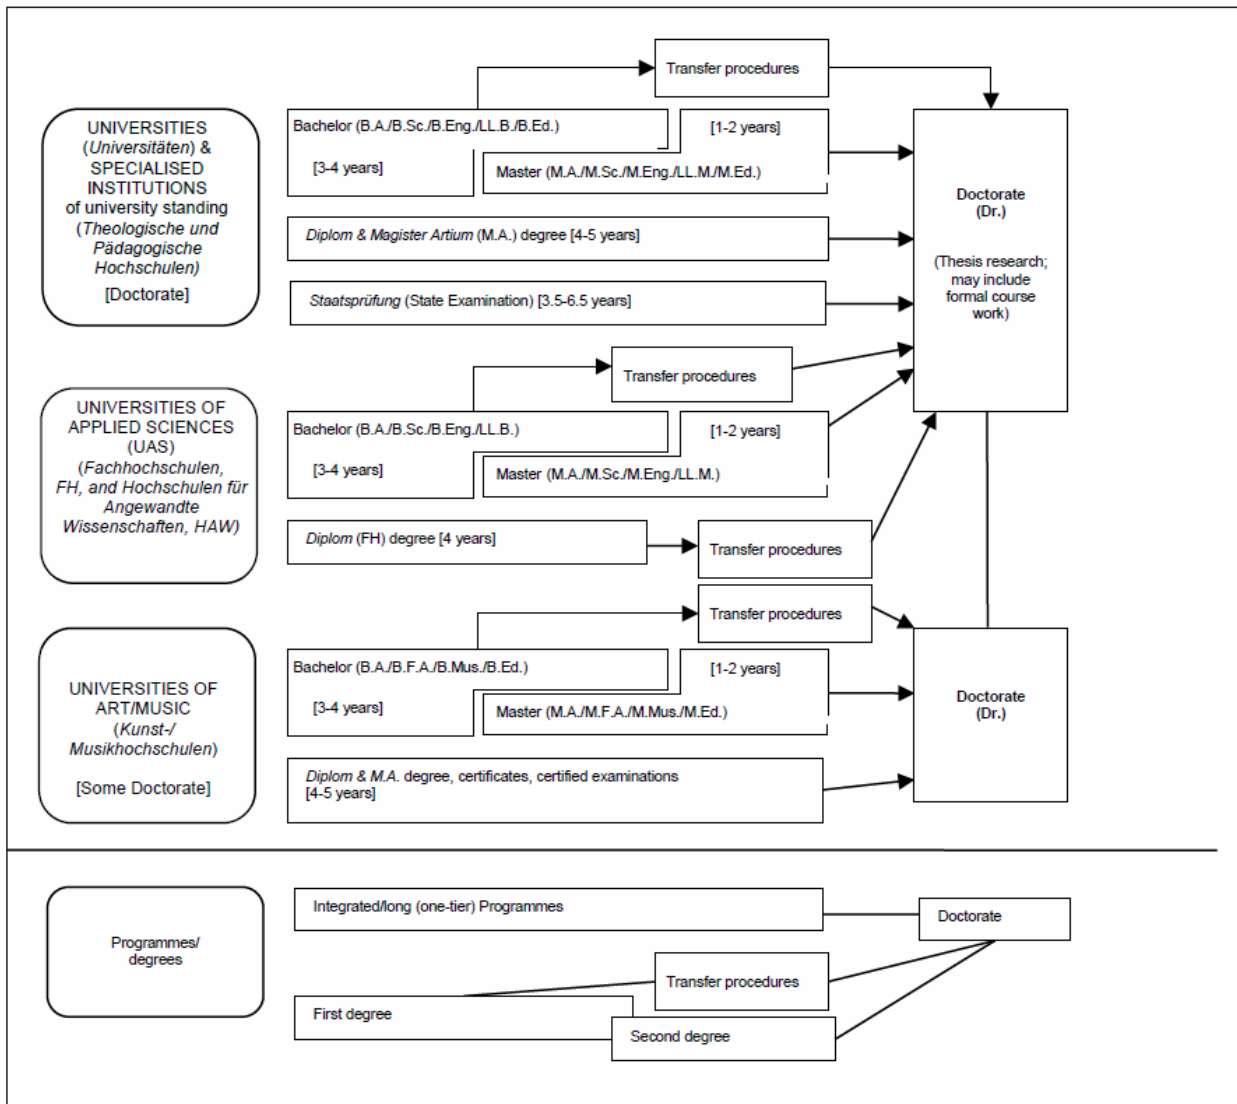 Transfer procedures
UNIVERSITIES
(Universitäten) &
SPECIALISED
INSTITUTIONS
of university standing
(Theologische und
Pädagogische
Hochschulen)
[Doctorate]
Bachelor (B.A./B.Sc./B.Eng./LL.B./B.Ed.)
[1-2 years]
[3-4 years]
Master (M.A./M.Sc./M.Eng./LL.M./M.Ed.)
Diplom & Magister Artium (M.A.) degree [4-5 years]
Staatsprüfung (State Examination) [3.5-6.5 years]
Doctorate
(Dr.)
(Thesis research;
may include
formal course
work)
Transfer procedures
UNIVERSITIES OF
APPLIED SCIENCES
(UAS)
(Fachhochschulen,
FH, and Hochschulen für
Angewandte
Wissenschaften, HAW)
Bachelor (B.A./B.Sc./B.Eng./LL.B.)
[1-2 years]
[3-4 years]
Master (M.A./M.Sc./M.Eng./LL.M.)
Diplom (FH) degree [4 years]
Transfer procedures
Transfer procedures
UNIVERSITIES OF
ART/MUSIC
(Kunst-/
Musikhochschulen)
[Some Doctorate]
Bachelor (B.A./B.F.A./B.Mus./B.Ed.)
[1-2 years]
[3-4 years]
Master (M.A./M.F.A./M.Mus./M.Ed.)
Diplom & M.A. degree, certificates, certified examinations
[4-5 years]
Doctorate
(Dr.)
Programmes/
degrees
Integrated/long (one-tier) Programmes
Doctorate
Transfer procedures
First degree
Second degree